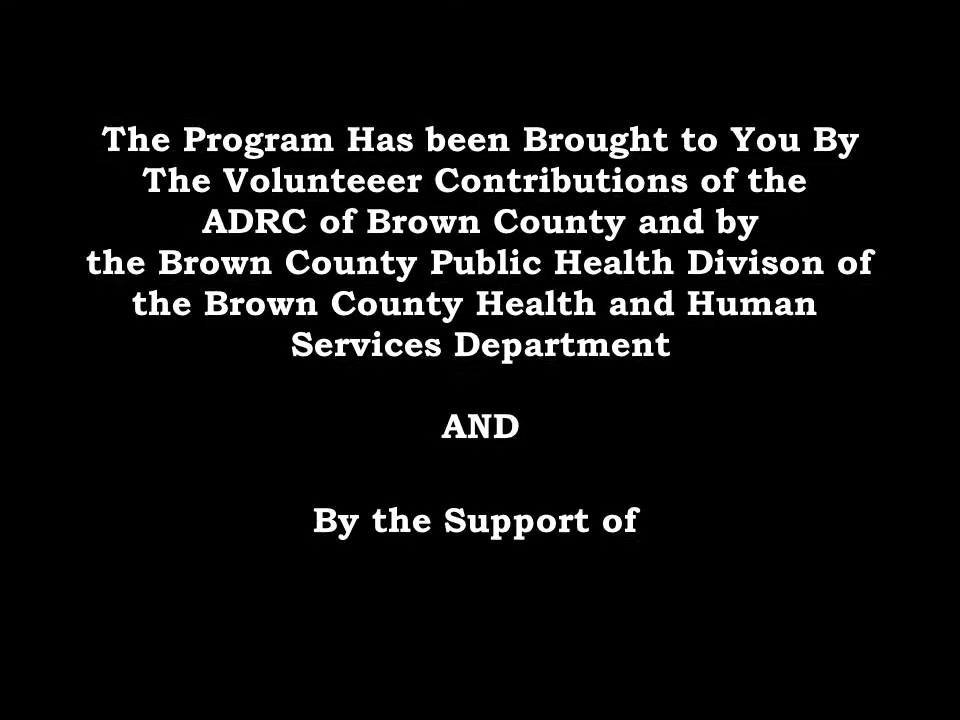 The Program Has been Brought to You By
The Volunteeer Contributions of the
ADRC of Brown County and by
the Brown County Public Health Divison of
the Brown County Health and Human
Services Department
AND
By the Support of